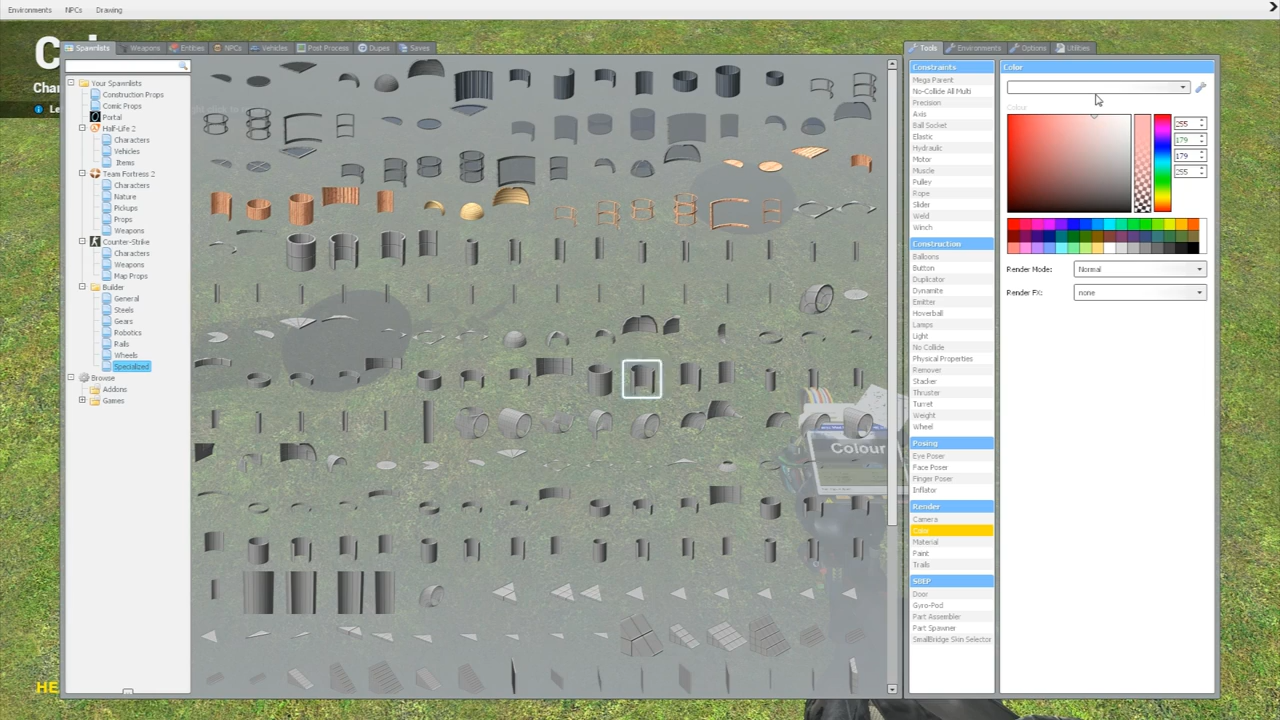 Environments NPCs Drawing
Spawnlists Weapons Entities NPCs Vehicles Post Process Dupes Saves
Your Spawnlists
Construction Props
Comic Props
Portal
Half-Life 2
Characters
Vehicles
Items
Team Fortress 2
Characters
Nature
Pickups
Props
Weapons
Counter-Strike
Characters
Weapons
Map Props
Builder
General
Steels
Gears
Robotics
Rails
Wheels
Specialized
Browse
Addons
Games
Colour
Tools Environments Options Utilities
Constraints
Mega Parent
No-Collide All Multi
Precision
Axis
Ball Socket
Elastic
Hydraulic
Motor
Muscle
Pulley
Rope
Slider
Weld
Winch
Construction
Balloons
Button
Duplicator
Dynamite
Emitter
Hoverball
Lamps
Light
No Collide
Physical Properties
Remover
Stacker
Thruster
Turret
Weight
Wheel
Posing
Eye Poser
Face Poser
Finger Poser
Inflator
Render
Camera
Color
Material
Paint
Trails
SBEP
Door
Gyro-Pod
Part Assembler
Part Spawner
SmallBridge Skin Selector
Color
Colour
255
179
179
255
Render Mode: Normal
Render FX: none